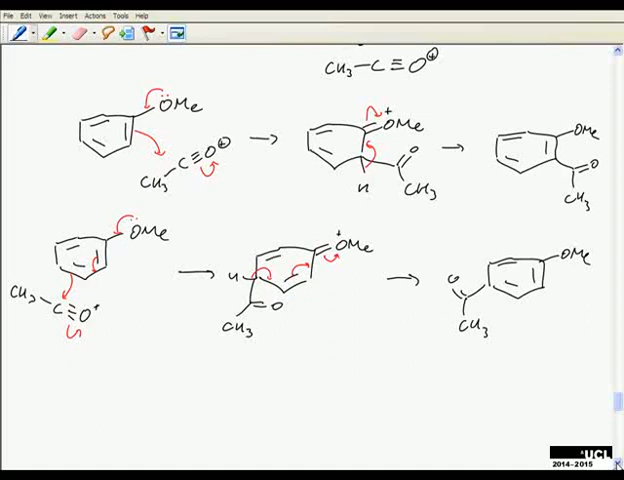 File Edit View Insert Actions Tools Help
CH₃–C≡O⊕
OMe
C≡O⊕
CH₃
+
OMe
O
H
CH₃
OMe
O
CH₃
OMe
CH₃ C≡O+
+
OMe
H
O
CH₃
OMe
O
CH₃
UCL
2014-2015